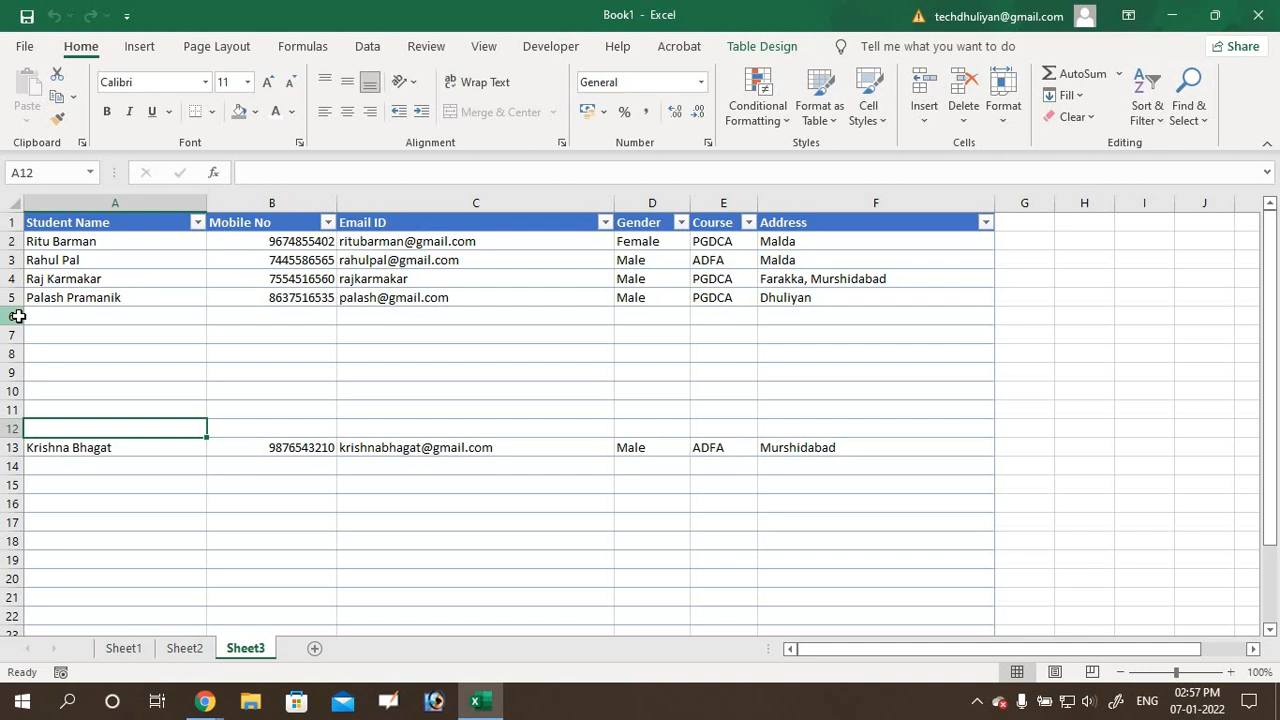 Book1 - Excel
techdhuliyan@gmail.com
File Home Insert Page Layout Formulas Data Review View Developer Help Acrobat Table Design Tell me what you want to do Share
Paste
Calibri 11
B I U A
Wrap Text
Merge & Center
General
% ,
Conditional Formatting
Format as Table
Cell Styles
Insert Delete Format
AutoSum
Fill
Clear
Sort & Filter
Find & Select
Clipboard Font Alignment Number Styles Cells Editing
A12 fx
A B C D E F G H I J
1 Student Name Mobile No Email ID Gender Course Address
2 Ritu Barman 9674855402 ritubarman@gmail.com Female PGDCA Malda
3 Rahul Pal 7445586565 rahulpal@gmail.com Male ADFA Malda
4 Raj Karmakar 7554516560 rajkarmakar Male PGDCA Farakka, Murshidabad
5 Palash Pramanik 8637516535 palash@gmail.com Male PGDCA Dhuliyan
6
7
8
9
10
11
12
13 Krishna Bhagat 9876543210 krishnabhagat@gmail.com Male ADFA Murshidabad
14
15
16
17
18
19
20
21
22
23
Sheet1 Sheet2 Sheet3
Ready 100%
ENG 02:57 PM
07-01-2022